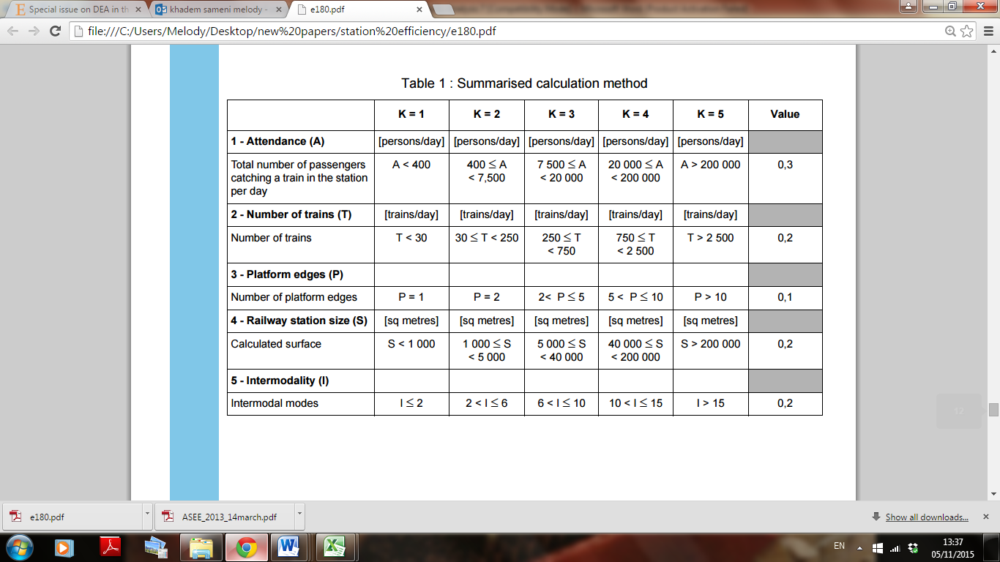 Special issue on DEA in th
khadem sameni melody -
e180.pdf
file:///C:/Users/Melody/Desktop/new%20papers/station%20efficiency/e180.pdf
Table 1 : Summarised calculation method
K = 1 K = 2 K = 3 K = 4 K = 5 Value
1 - Attendance (A) [persons/day] [persons/day] [persons/day] [persons/day] [persons/day]
Total number of passengers A < 400 400 ≤ A 7 500 ≤ A 20 000 ≤ A A > 200 000 0,3
catching a train in the station < 7,500 < 20 000 < 200 000
per day
2 - Number of trains (T) [trains/day] [trains/day] [trains/day] [trains/day] [trains/day]
Number of trains T < 30 30 ≤ T < 250 250 ≤ T 750 ≤ T T > 2 500 0,2
< 750 < 2 500
3 - Platform edges (P)
Number of platform edges P = 1 P = 2 2< P ≤ 5 5 < P ≤ 10 P > 10 0,1
4 - Railway station size (S) [sq metres] [sq metres] [sq metres] [sq metres] [sq metres]
Calculated surface S < 1 000 1 000 ≤ S 5 000 ≤ S 40 000 ≤ S S > 200 000 0,2
< 5 000 < 40 000 < 200 000
5 - Intermodality (I)
Intermodal modes I ≤ 2 2 < I ≤ 6 6 < I ≤ 10 10 < I ≤ 15 I > 15 0,2
12
e180.pdf
ASEE_2013_14march.pdf
Show all downloads...
EN
13:37
05/11/2015